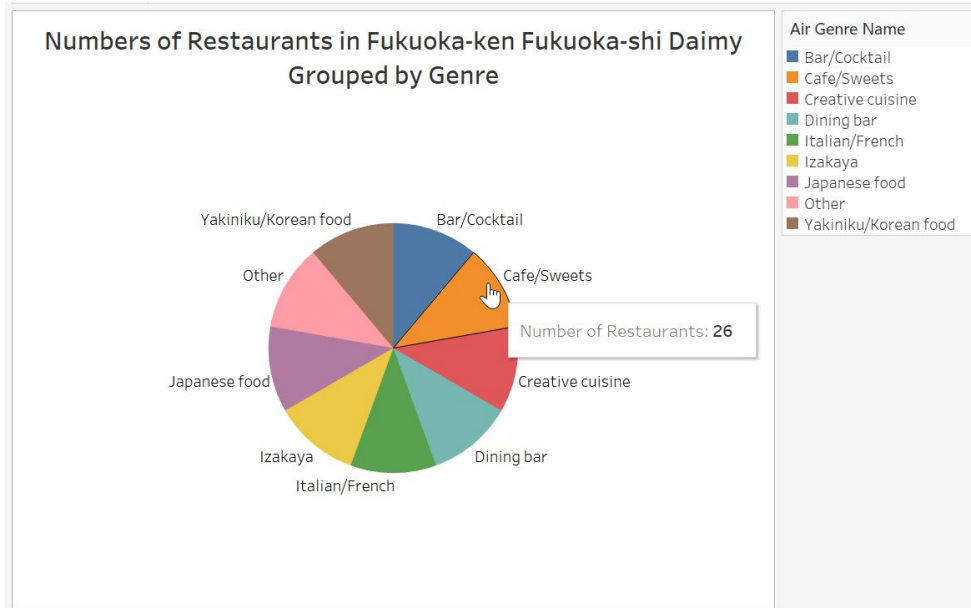 Numbers of Restaurants in Fukuoka-ken Fukuoka-shi Daimy
Grouped by Genre
Yakiniku/Korean food
Bar/Cocktail
Other
Cafe/Sweets
Number of Restaurants: 26
Japanese food
Creative cuisine
Izakaya
Dining bar
Italian/French
Air Genre Name
Bar/Cocktail
Cafe/Sweets
Creative cuisine
Dining bar
Italian/French
Izakaya
Japanese food
Other
Yakiniku/Korean food